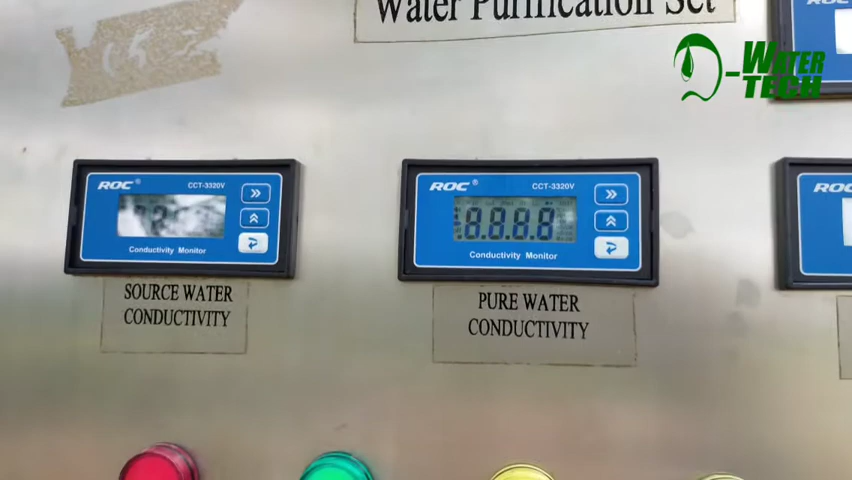 Water Purification Set
WATER
TECH
ROC®
CCT-3320V
Conductivity Monitor
SOURCE WATER
CONDUCTIVITY
ROC®
CCT-3320V
8.8.8.8
Conductivity Monitor
PURE WATER
CONDUCTIVITY
ROC
ROC